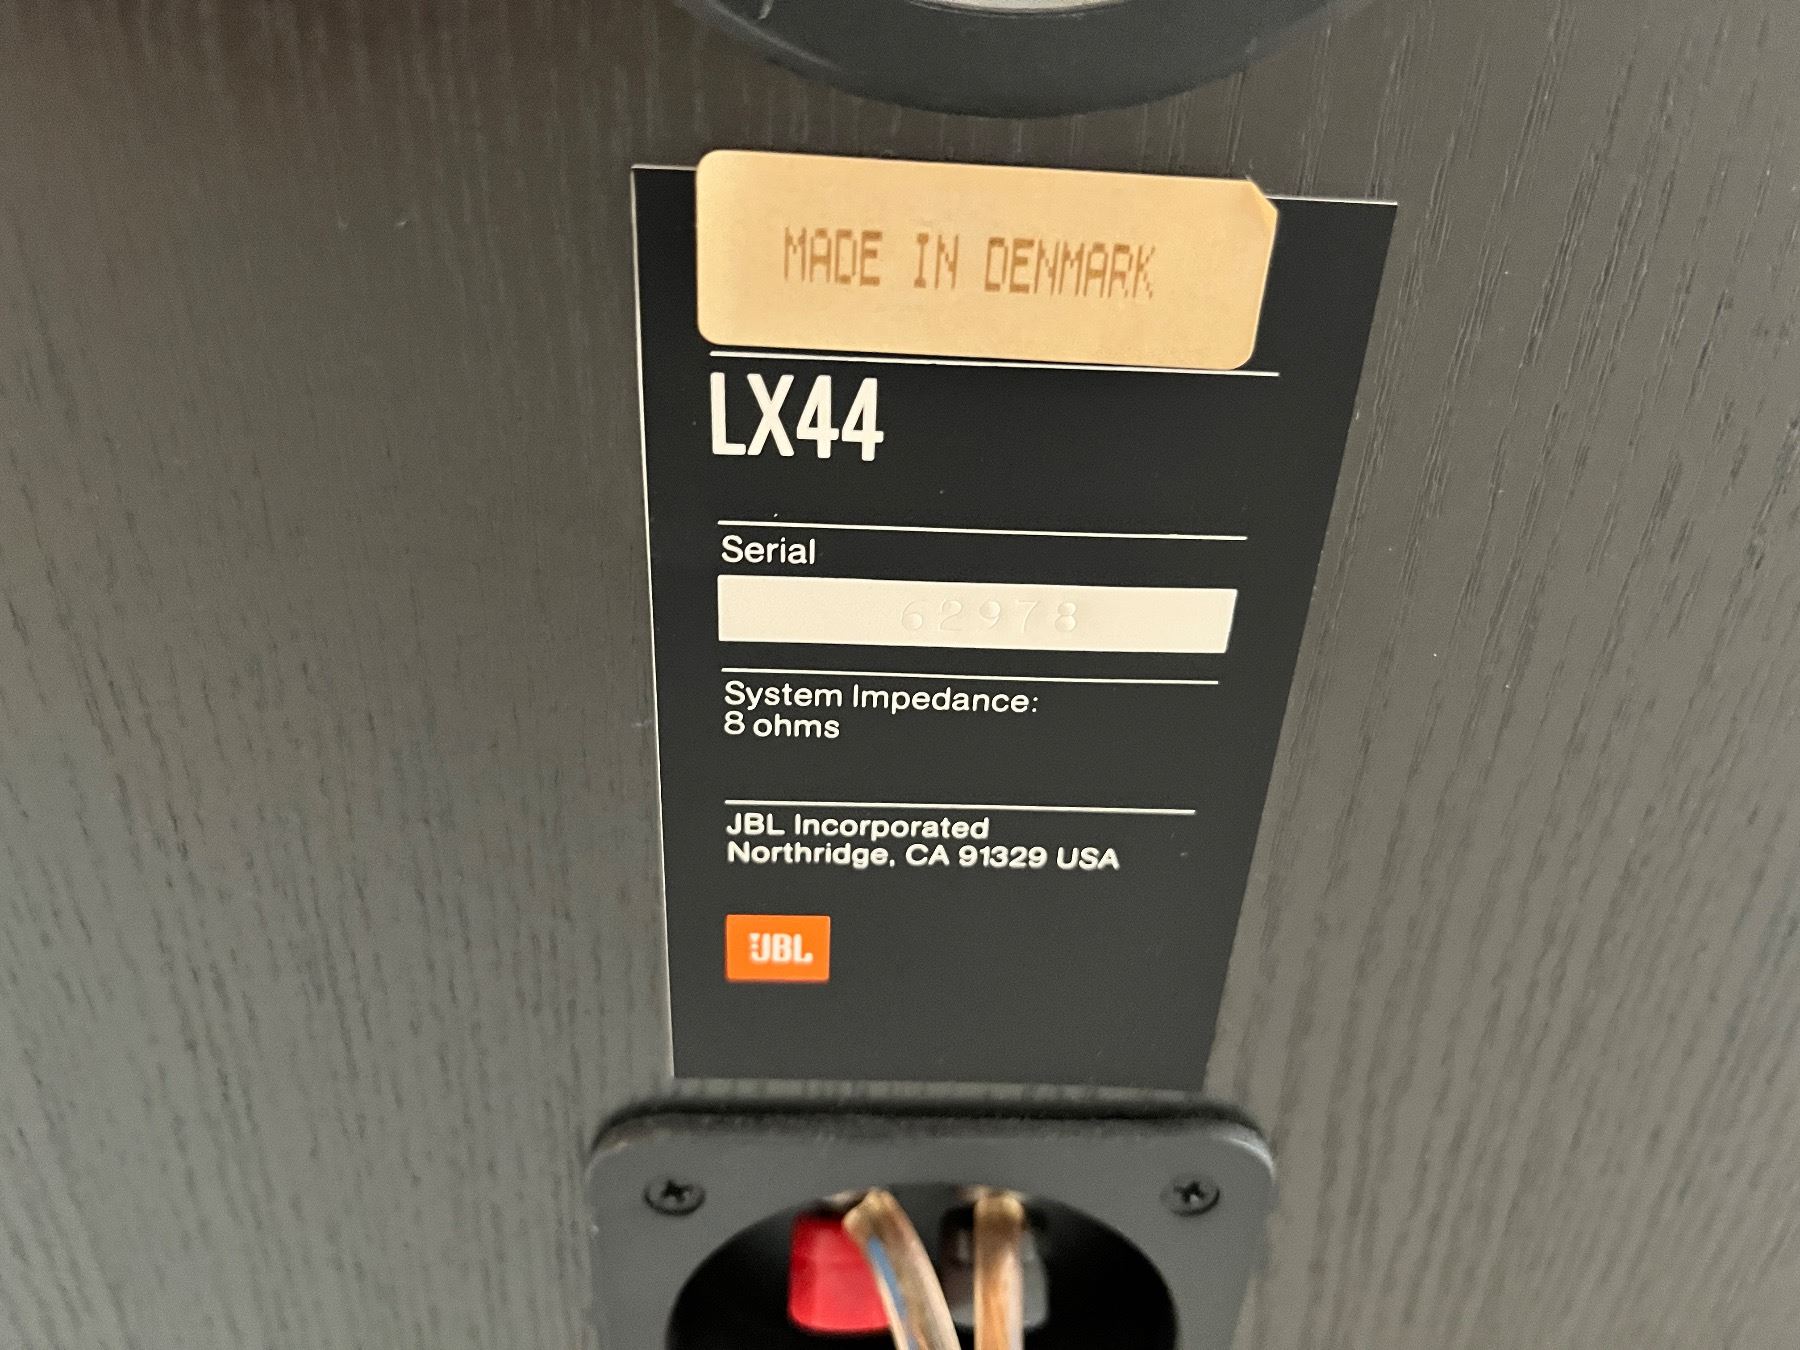 MADE IN DENMARK
LX44
Serial
62978
System Impedance:
8 ohms
JBL Incorporated
Northridge, CA 91329 USA
JBL